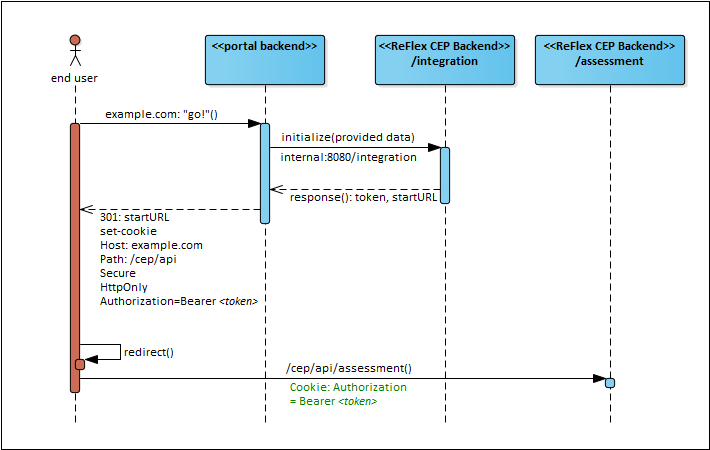 <<portal backend>>
<<ReFlex CEP Backend>>
/integration
<<ReFlex CEP Backend>>
/assessment
end user
example.com: "go!"()
initialize(provided data)
internal:8080/integration
response(): token, startURL
301: startURL
set-cookie
Host: example.com
Path: /cep/api
Secure
HttpOnly
Authorization=Bearer <token>
redirect()
/cep/api/assessment()
Cookie: Authorization
= Bearer <token>